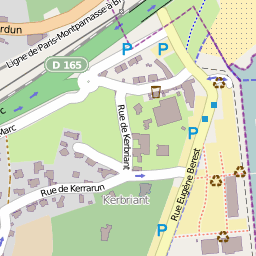 rdun
Ligne de Paris-Montparnasse à B
D 165
P
P
Marc
Rue de Kerbriant
Rue de Kerrarun
Kerbriant
Rue Eugène Berest
P